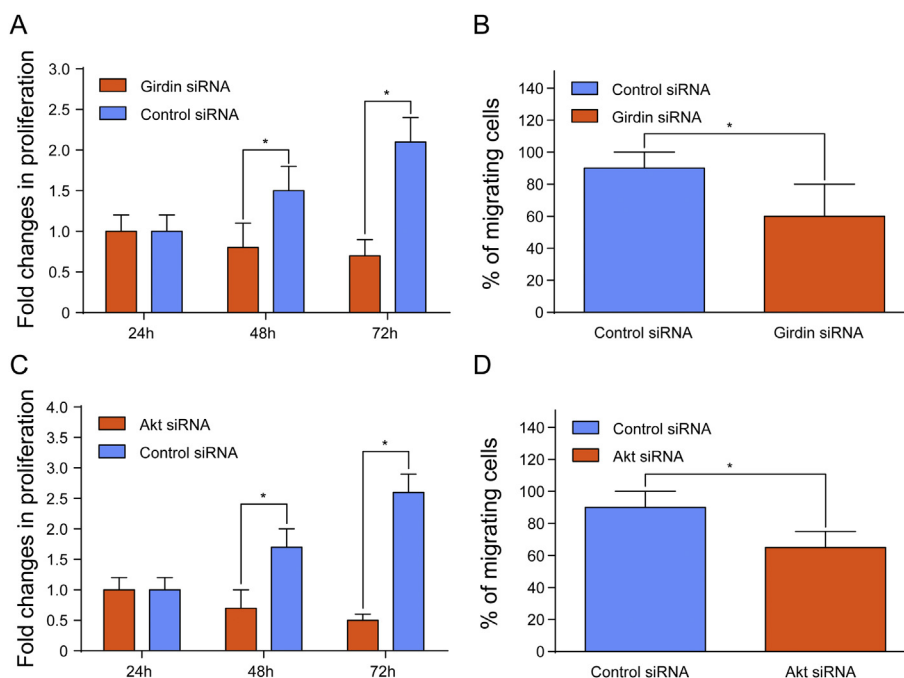 A
Fold changes in proliferation
3.0
2.5
2.0
1.5
1.0
0.5
0
Girdin siRNA
Control siRNA
*
*
24h
48h
72h
B
% of migrating cells
140
120
100
80
60
40
20
0
Control siRNA
Girdin siRNA
*
Control siRNA
Girdin siRNA
C
Fold changes in proliferation
4.0
3.5
3.0
2.5
2.0
1.5
1.0
0.5
0
Akt siRNA
Control siRNA
*
*
24h
48h
72h
D
% of migrating cells
140
120
100
80
60
40
20
0
Control siRNA
Akt siRNA
*
Control siRNA
Akt siRNA